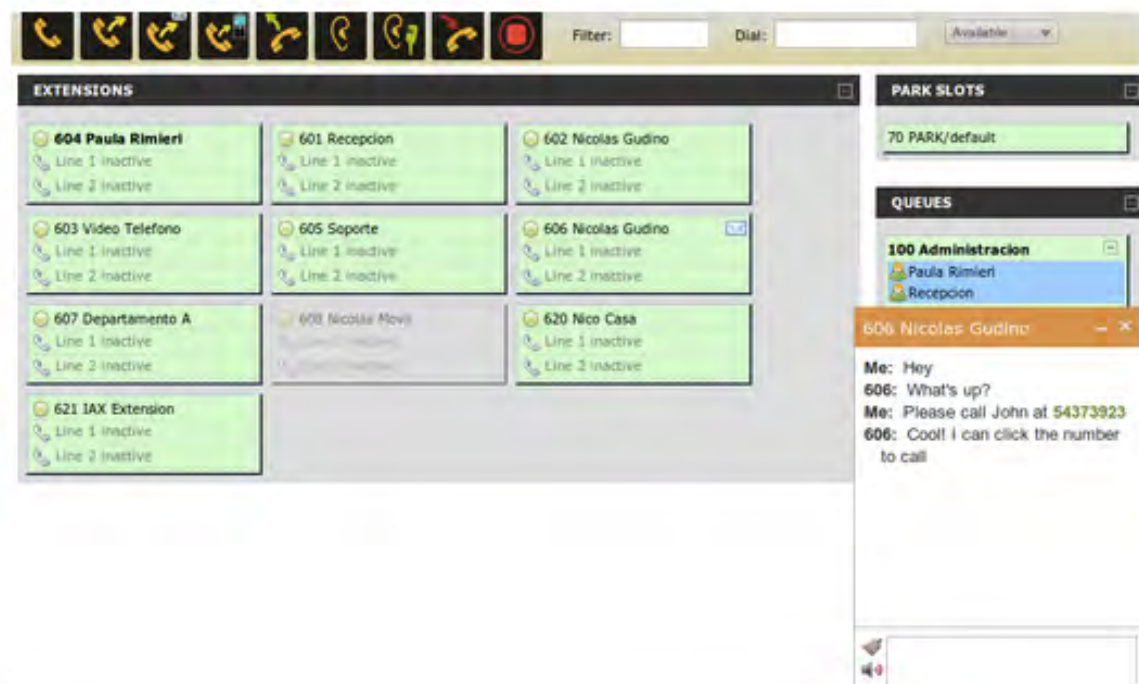 Filter:
Dial:
Available
EXTENSIONS
604 Paula Rimieri
Line 1 inactive
Line 2 inactive
601 Recepcion
Line 1 inactive
Line 2 inactive
602 Nicolas Gudino
Line 1 inactive
Line 2 inactive
603 Video Telefono
Line 1 inactive
Line 2 inactive
605 Soporte
Line 1 inactive
Line 2 inactive
606 Nicolas Gudino
Line 1 inactive
Line 2 inactive
607 Departamento A
Line 1 inactive
Line 2 inactive
608 Nicolas Movil
620 Nico Casa
Line 1 inactive
Line 2 inactive
621 IAX Extension
Line 1 inactive
Line 2 inactive
PARK SLOTS
70 PARK/default
QUEUES
100 Administracion
Paula Rimieri
Recepcion
606 Nicolas Gudino
Me: Hey
606: What's up?
Me: Please call John at 54373923
606: Cool! I can click the number
to call